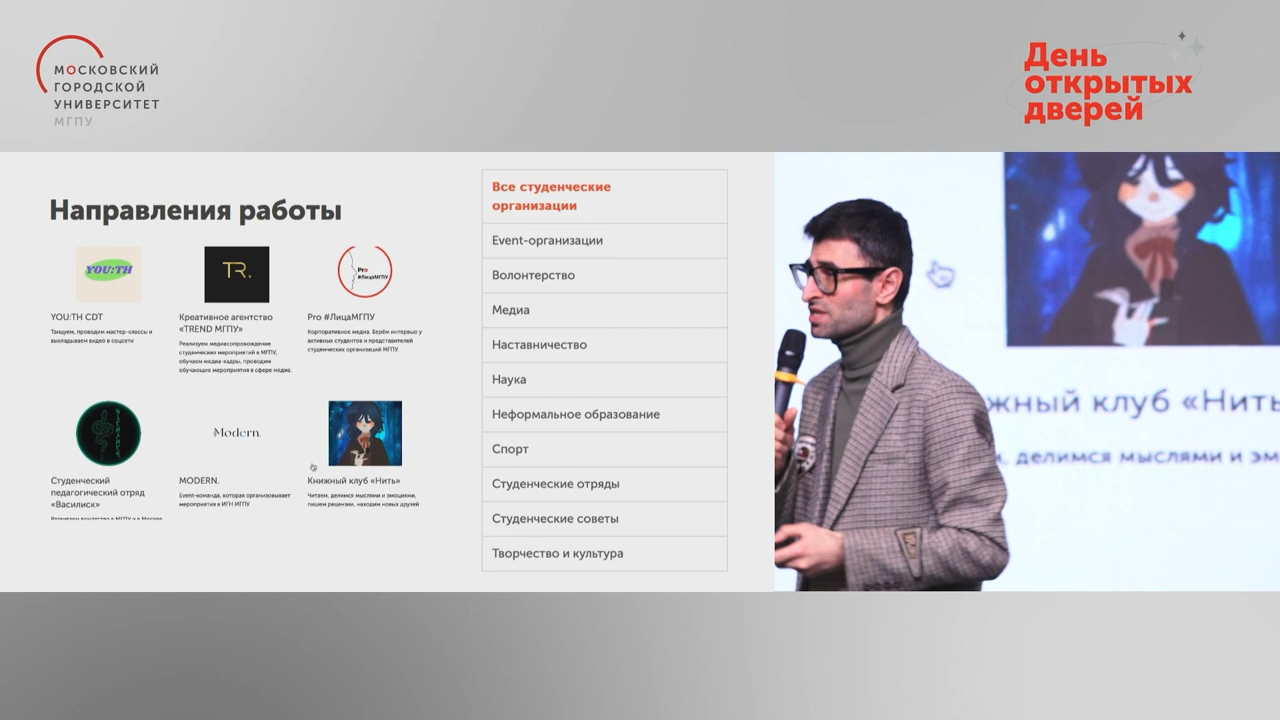 МОСКОВСКИЙ
ГОРОДСКОЙ
УНИВЕРСИТЕТ
МГПУ
День
открытых
дверей
Направления работы
YOU:TH
TR.
Pro
#ЛицаМГПУ
YOU:TH CDT
Танцуем, проводим мастер-классы и
выкладываем видео в соцсети
Креативное агентство
«TREND МГПУ»
Реализуем медиасопровождение
студенческих мероприятий в МГПУ,
обучаем медиа-кадры, проводим
обучающие мероприятия в сфере медиа.
Pro #ЛицаМГПУ
Корпоративное медиа. Берём интервью у
активных студентов и представителей
студенческих организаций МГПУ.
ВАСИЛИСК
Modern.
Студенческий
педагогический отряд
«Василиск»
Развиваем вожатство в МГПУ и в Москве
MODERN.
Event-команда, которая организовывает
мероприятия в ИГН МГПУ
Книжный клуб «Нить»
Читаем, делимся мыслями и эмоциями,
пишем рецензии, находим новых друзей
Все студенческие
организации
Event-организации
Волонтерство
Медиа
Наставничество
Наука
Неформальное образование
Спорт
Студенческие отряды
Студенческие советы
Творчество и культура
жный клуб «Нить
, делимся мыслями и эм